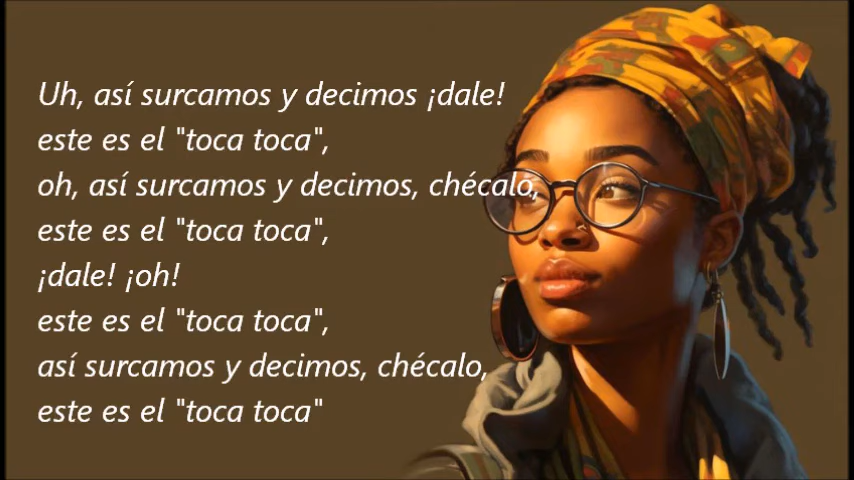 Uh, así surcamos y decimos ¡dale!
este es el "toca toca",
oh, así surcamos y decimos, chécalo,
este es el "toca toca",
¡dale! ¡oh!
este es el "toca toca",
así surcamos y decimos, chécalo,
este es el "toca toca"